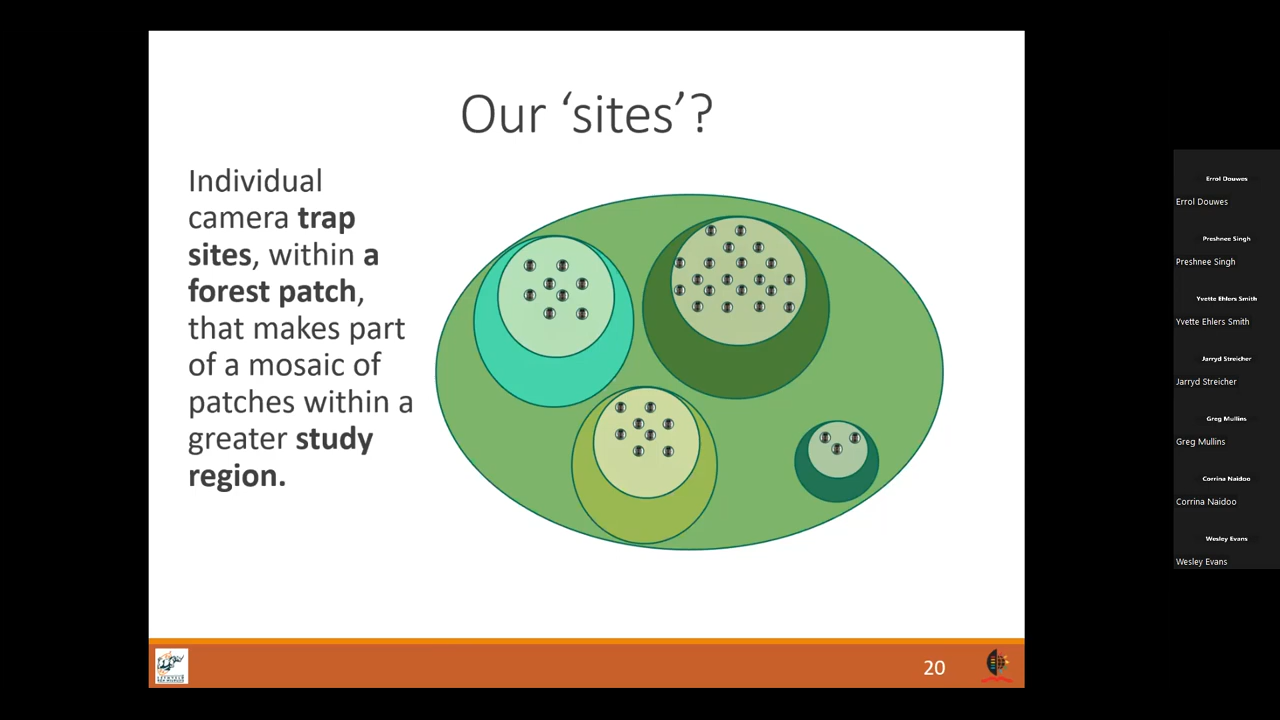 Our ‘sites’?
Individual
camera trap
sites, within a
forest patch,
that makes part
of a mosaic of
patches within a
greater study
region.
20
Errol Douwes
Errol Douwes
Preshnee Singh
Preshnee Singh
Yvette Ehlers Smith
Yvette Ehlers Smith
Jarryd Streicher
Jarryd Streicher
Greg Mullins
Greg Mullins
Corrina Naidoo
Corrina Naidoo
Wesley Evans
Wesley Evans